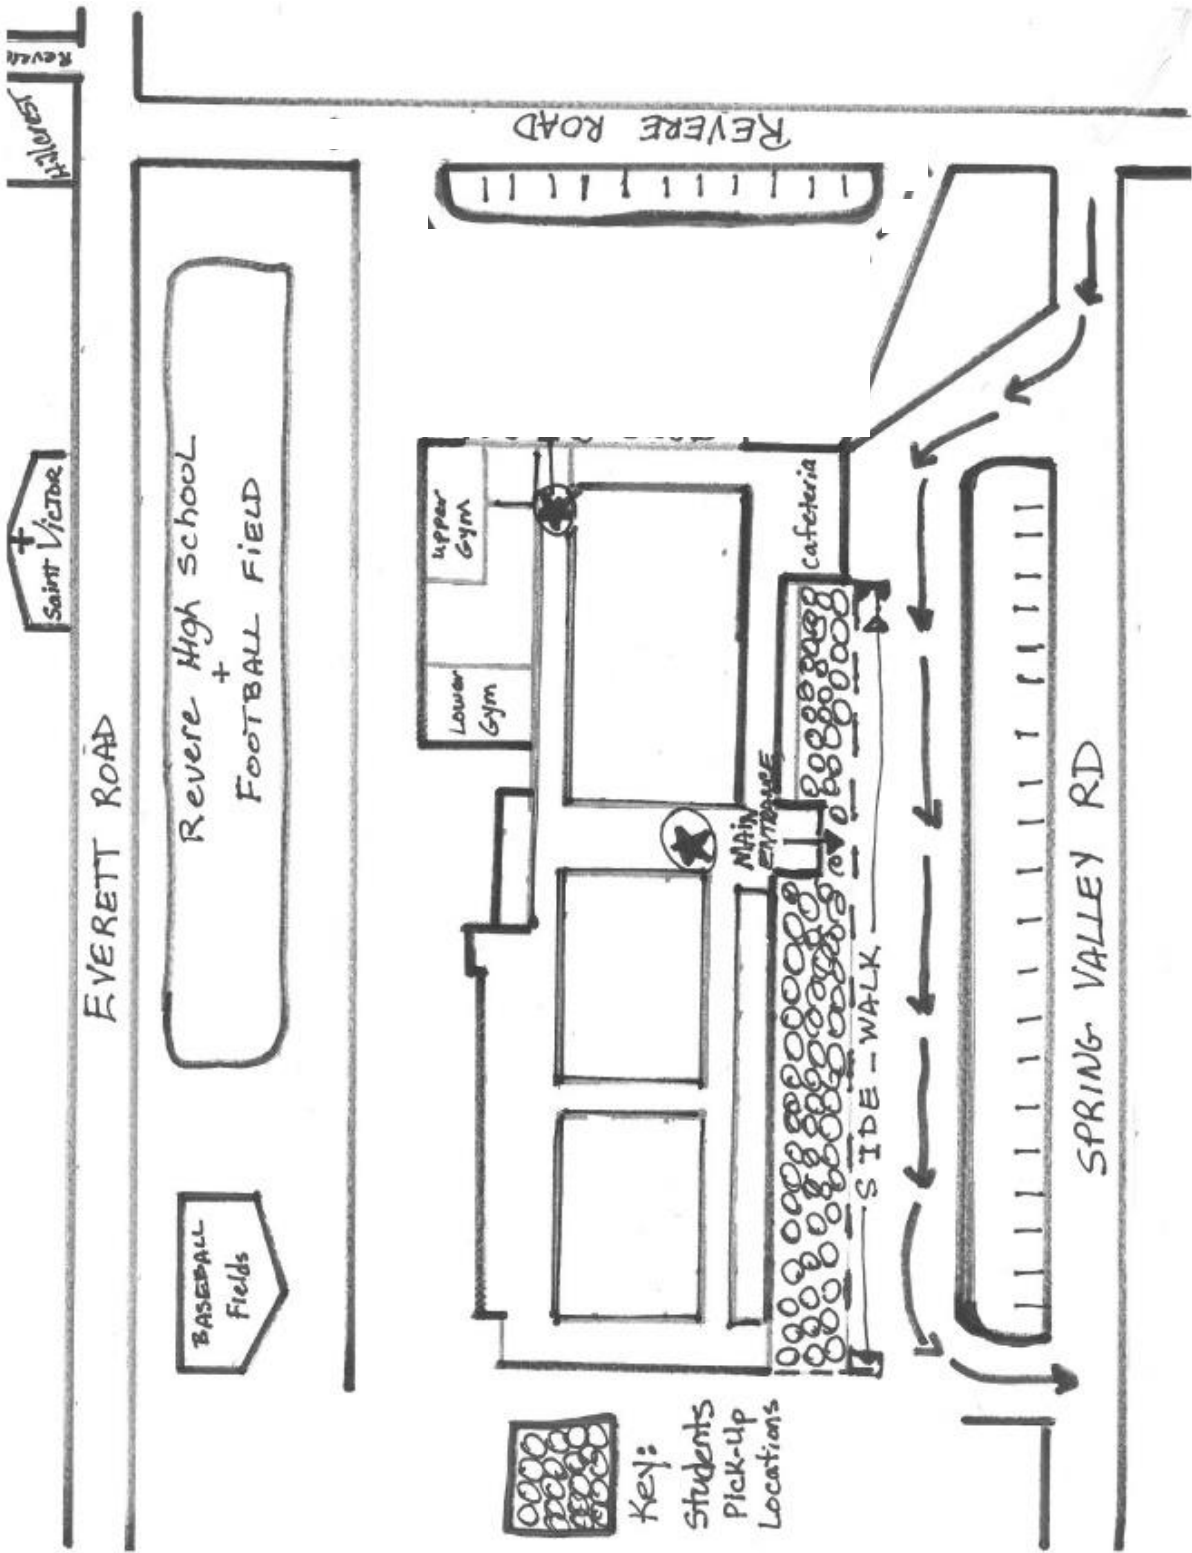 Revere
Hillcrest
REVERE ROAD
Saint VICTOR
EVERETT ROAD
Revere High School
+
FOOTBALL FIELD
BASEBALL
Fields
upper
Gym
Lower
Gym
Cafeteria
MAIN
ENTRANCE
SIDE-WALK
SPRING VALLEY RD
Key:
Students
Pick-Up
Locations